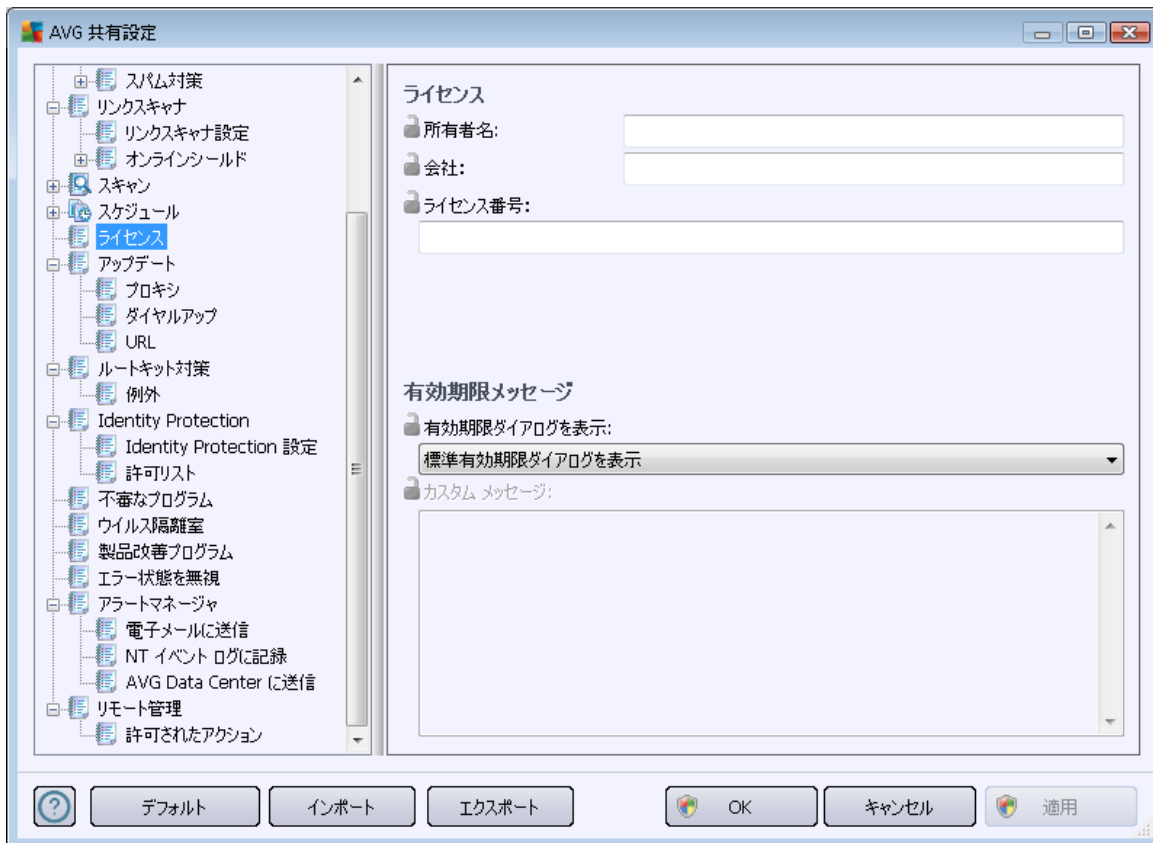 AVG 共有設定
スパム対策
リンクスキャナ
リンクスキャナ設定
オンラインシールド
スキャン
スケジュール
ライセンス
アップデート
プロキシ
ダイヤルアップ
URL
ルートキット対策
例外
Identity Protection
Identity Protection 設定
許可リスト
不審なプログラム
ウイルス隔離室
製品改善プログラム
エラー状態を無視
アラートマネージャ
電子メールに送信
NT イベント ログに記録
AVG Data Center に送信
リモート管理
許可されたアクション
ライセンス
所有者名:
会社:
ライセンス番号:
有効期限メッセージ
有効期限ダイアログを表示:
標準有効期限ダイアログを表示
カスタム メッセージ:
デフォルト
インポート
エクスポート
OK
キャンセル
適用